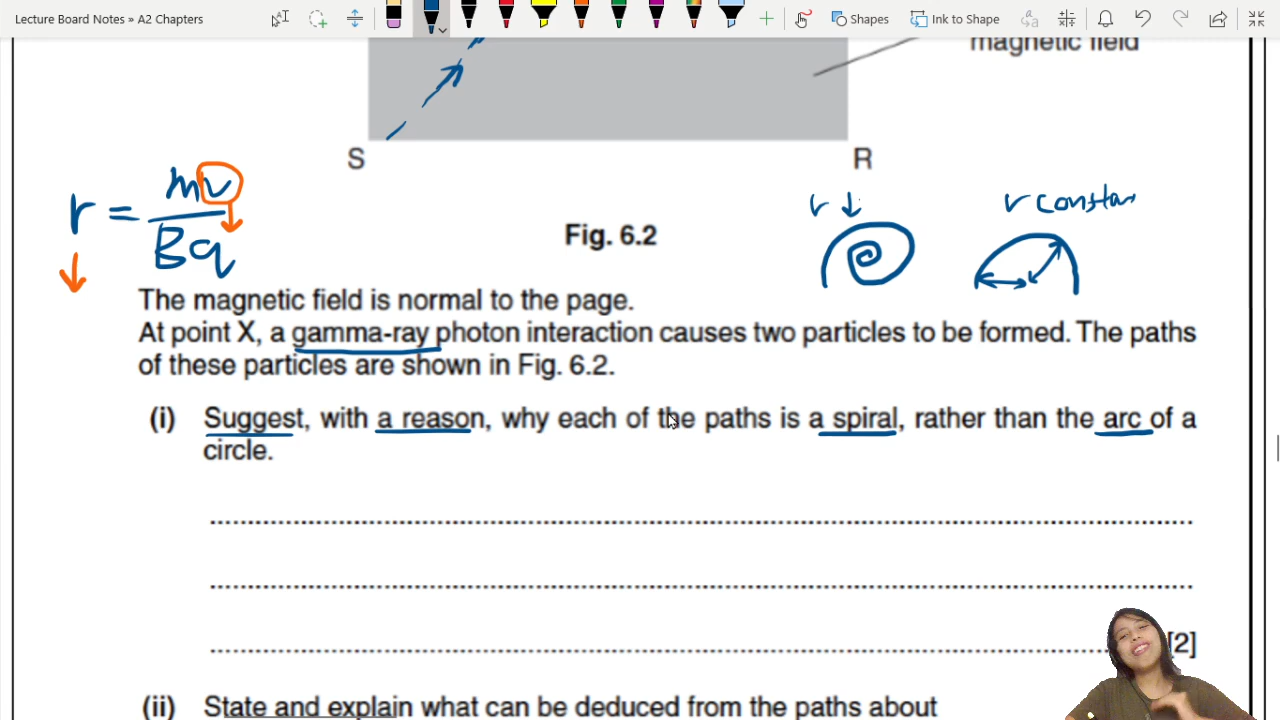 Lecture Board Notes » A2 Chapters
Shapes
Ink to Shape
magnetic field
S
R
r = mv
Bq
r ↓
r constan
Fig. 6.2
The magnetic field is normal to the page.
At point X, a gamma-ray photon interaction causes two particles to be formed. The paths
of these particles are shown in Fig. 6.2.
(i) Suggest, with a reason, why each of the paths is a spiral, rather than the arc of a
circle.
[2]
(ii) State and explain what can be deduced from the paths about